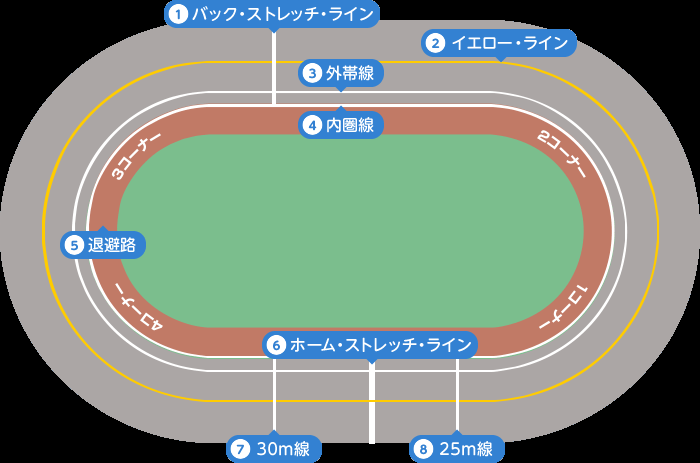 1 バック・ストレッチ・ライン
2 イエロー・ライン
3 外帯線
4 内圏線
3コーナー
2コーナー
5 退避路
4コーナー
1コーナー
6 ホーム・ストレッチ・ライン
7 30m線
8 25m線